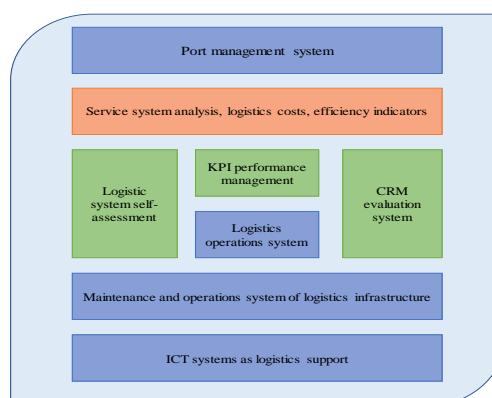 Port management system
Service system analysis, logistics costs, efficiency indicators
Logistic
system self-
assessment
KPI performance
management
Logistics
operations system
CRM
evaluation
system
Maintenance and operations system of logistics infrastructure
ICT systems as logistics support